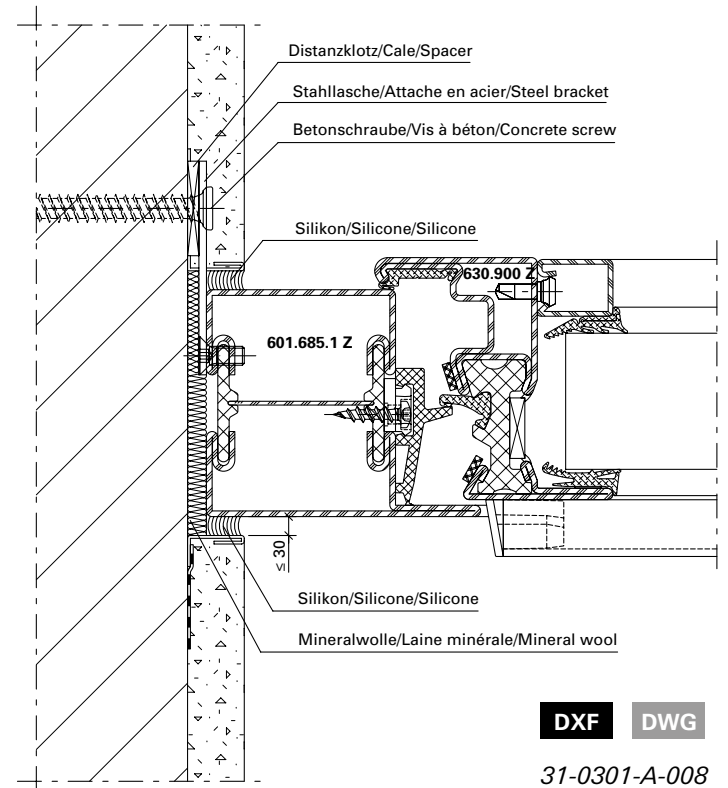 Distanzklotz/Cale/Spacer
Stahllasche/Attache en acier/Steel bracket
Betonschraube/Vis à béton/Concrete screw
Silikon/Silicone/Silicone
630.900 Z
601.685.1 Z
≤ 30
Silikon/Silicone/Silicone
Mineralwolle/Laine minérale/Mineral wool
DXF DWG
31-0301-A-008